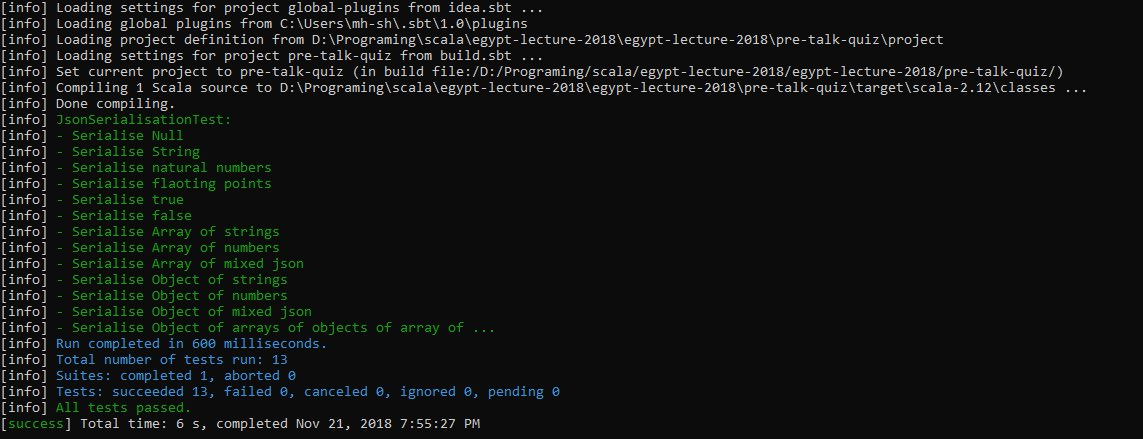 [info] Loading settings for project global-plugins from idea.sbt ...
[info] Loading global plugins from C:\Users\mh-sh\.sbt\1.0\plugins
[info] Loading project definition from D:\Programing\scala\egypt-lecture-2018\egypt-lecture-2018\pre-talk-quiz\project
[info] Loading settings for project pre-talk-quiz from build.sbt ...
[info] Set current project to pre-talk-quiz (in build file:/D:/Programing/scala/egypt-lecture-2018/egypt-lecture-2018/pre-talk-quiz/)
[info] Compiling 1 Scala source to D:\Programing\scala\egypt-lecture-2018\egypt-lecture-2018\pre-talk-quiz\target\scala-2.12\classes ...
[info] Done compiling.
[info] JsonSerialisationTest:
[info] - Serialise Null
[info] - Serialise String
[info] - Serialise natural numbers
[info] - Serialise flaoting points
[info] - Serialise true
[info] - Serialise false
[info] - Serialise Array of strings
[info] - Serialise Array of numbers
[info] - Serialise Array of mixed json
[info] - Serialise Object of strings
[info] - Serialise Object of numbers
[info] - Serialise Object of mixed json
[info] - Serialise Object of arrays of objects of array of ...
[info] Run completed in 600 milliseconds.
[info] Total number of tests run: 13
[info] Suites: completed 1, aborted 0
[info] Tests: succeeded 13, failed 0, canceled 0, ignored 0, pending 0
[info] All tests passed.
[success] Total time: 6 s, completed Nov 21, 2018 7:55:27 PM